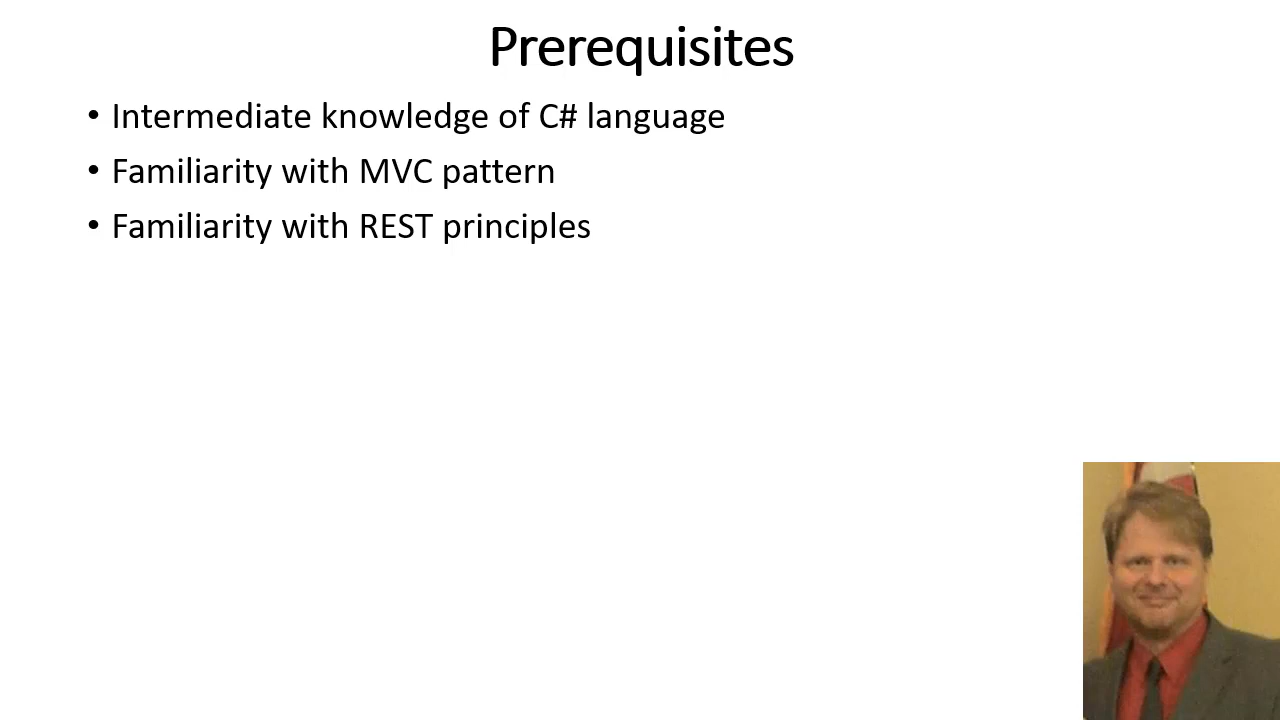 Prerequisites
• Intermediate knowledge of C# language
• Familiarity with MVC pattern
• Familiarity with REST principles